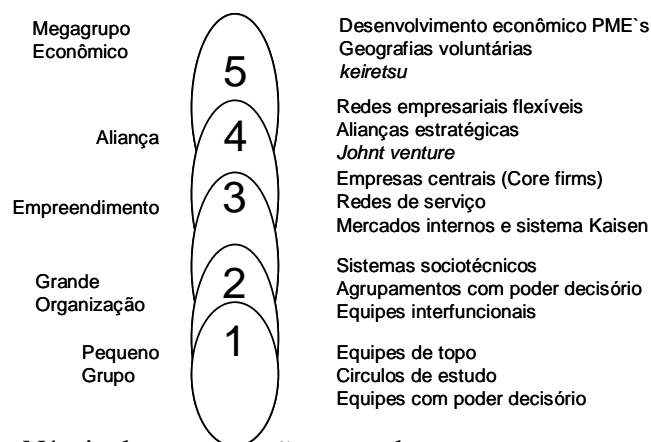 Megagrupo
Econômico
5
Desenvolvimento econômico PME`s
Geografias voluntárias
keiretsu
Aliança
4
Redes empresariais flexíveis
Alianças estratégicas
Johnt venture
Empreendimento
3
Empresas centrais (Core firms)
Redes de serviço
Mercados internos e sistema Kaisen
Grande
Organização
2
Sistemas sociotécnicos
Agrupamentos com poder decisório
Equipes interfuncionais
Pequeno
Grupo
1
Equipes de topo
Circulos de estudo
Equipes com poder decisório